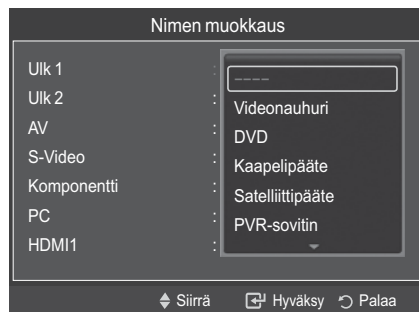 Nimen muokkaus
Ulk 1 :
Ulk 2 :
AV :
S-Video :
Komponentti :
PC :
HDMI1 :
----
Videonauhuri
DVD
Kaapelipääte
Satelliittipääte
PVR-sovitin
Siirrä Hyväksy Palaa